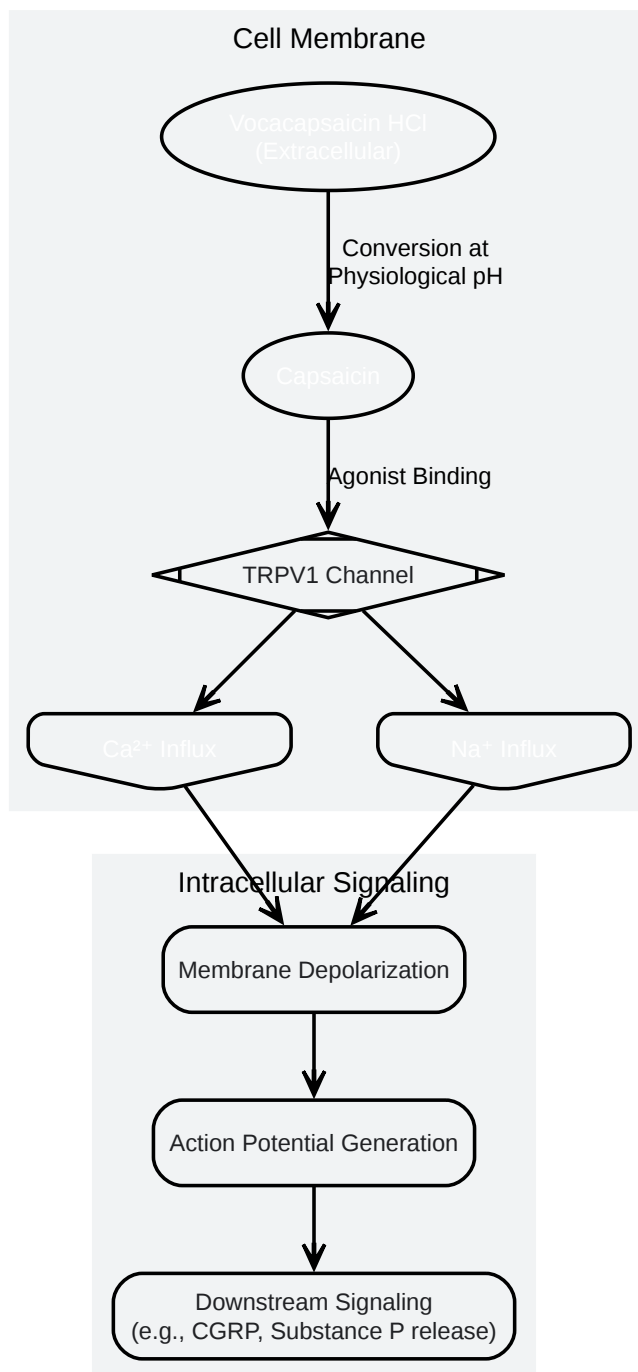 Cell Membrane
Vocacapsaicin HCl
(Extracellular)
Conversion at
Physiological pH
Capsaicin
Agonist Binding
TRPV1 Channel
Ca²⁺ Influx
Na⁺ Influx
Intracellular Signaling
Membrane Depolarization
Action Potential Generation
Downstream Signaling
(e.g., CGRP, Substance P release)